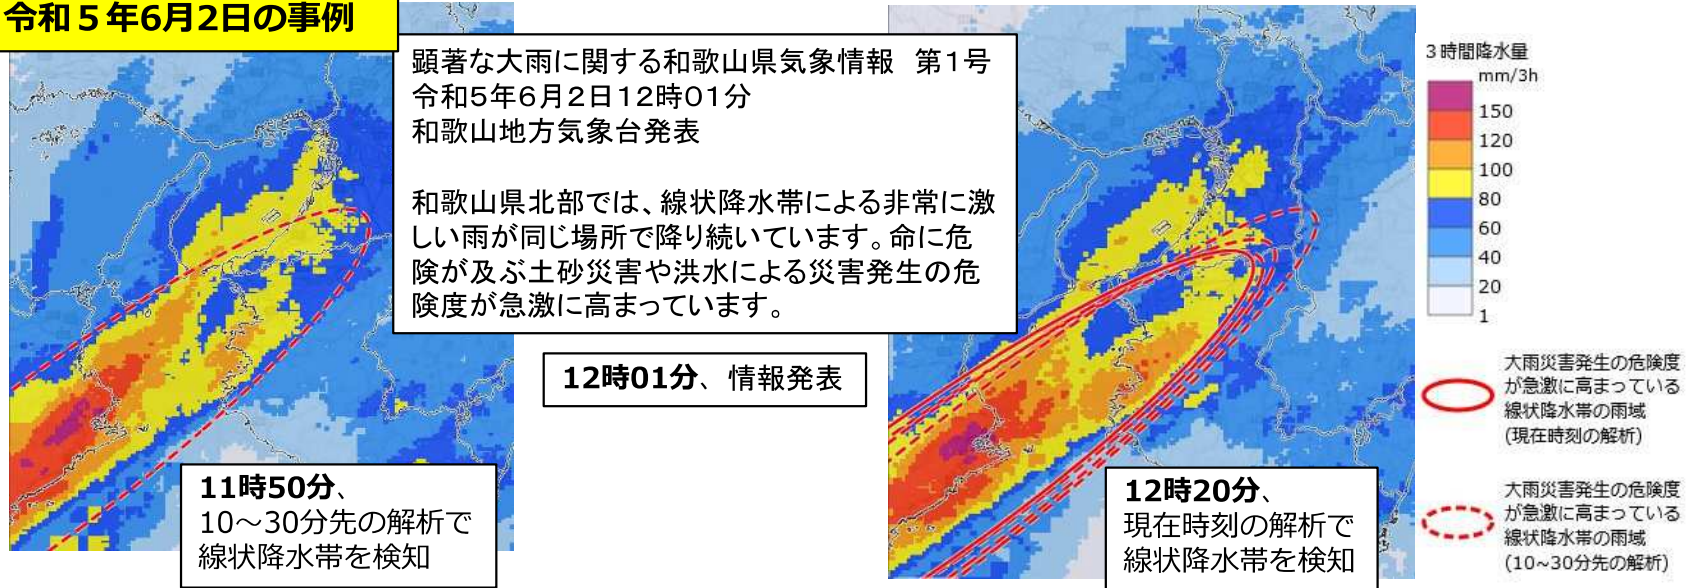 令和５年6月2日の事例
顕著な大雨に関する和歌山県気象情報　第１号
令和５年６月２日１２時０１分
和歌山地方気象台発表
和歌山県北部では、線状降水帯による非常に激
しい雨が同じ場所で降り続いています。命に危
険が及ぶ土砂災害や洪水による災害発生の危
険度が急激に高まっています。
12時01分、情報発表
11時50分、
10～30分先の解析で
線状降水帯を検知
12時20分、
現在時刻の解析で
線状降水帯を検知
３時間降水量
mm/3h
150
120
100
80
60
40
20
1
大雨災害発生の危険度
が急激に高まっている
線状降水帯の雨域
(現在時刻の解析)
大雨災害発生の危険度
が急激に高まっている
線状降水帯の雨域
(10~30分先の解析)